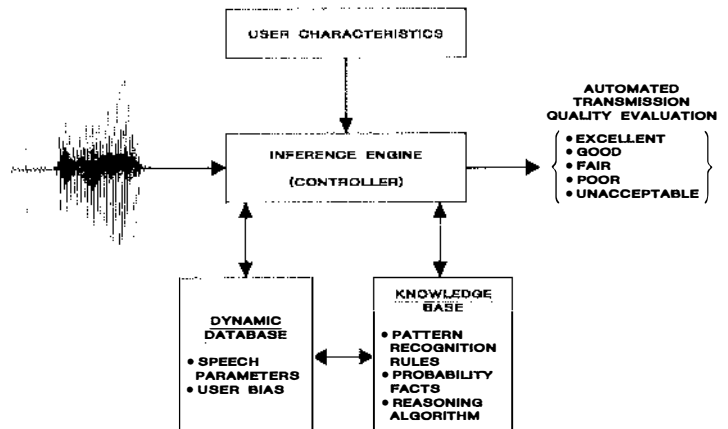 USER CHARACTERISTICS
AUTOMATED
TRANSMISSION
QUALITY EVALUATION
• EXCELLENT
• GOOD
• FAIR
• POOR
• UNACCEPTABLE
INFERENCE ENGINE
(CONTROLLER)
DYNAMIC
DATABASE
• SPEECH
PARAMETERS
• USER BIAS
KNOWLEDGE
BASE
• PATTERN
RECOGNITION
RULES
• PROBABILITY
FACTS
• REASONING
ALGORITHM